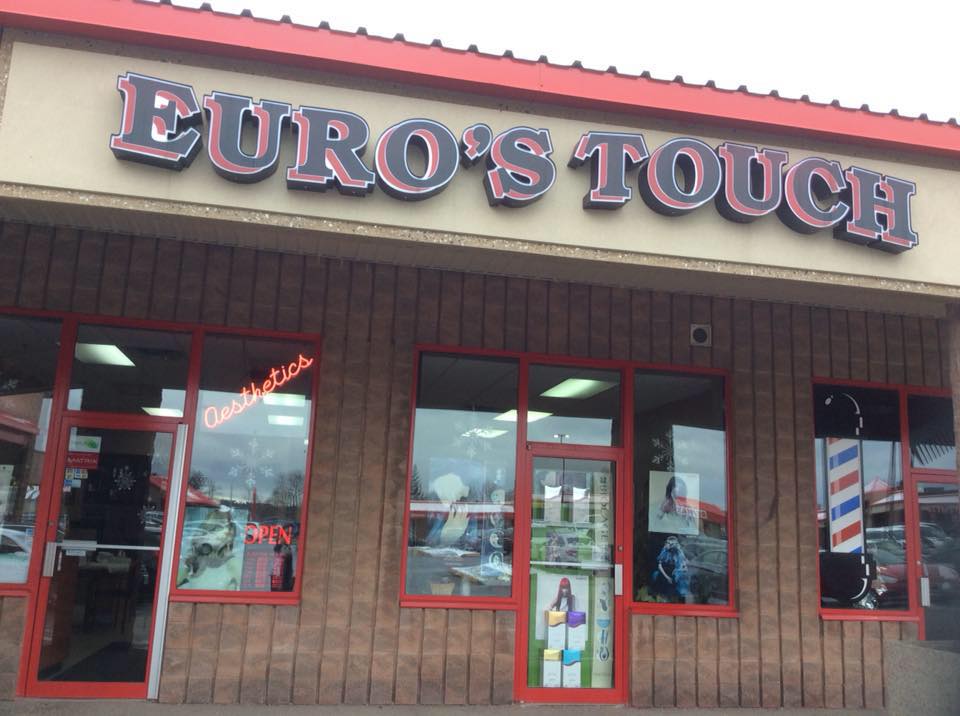 EURO'S TOUCH
Aesthetics
MATRIX
OPEN